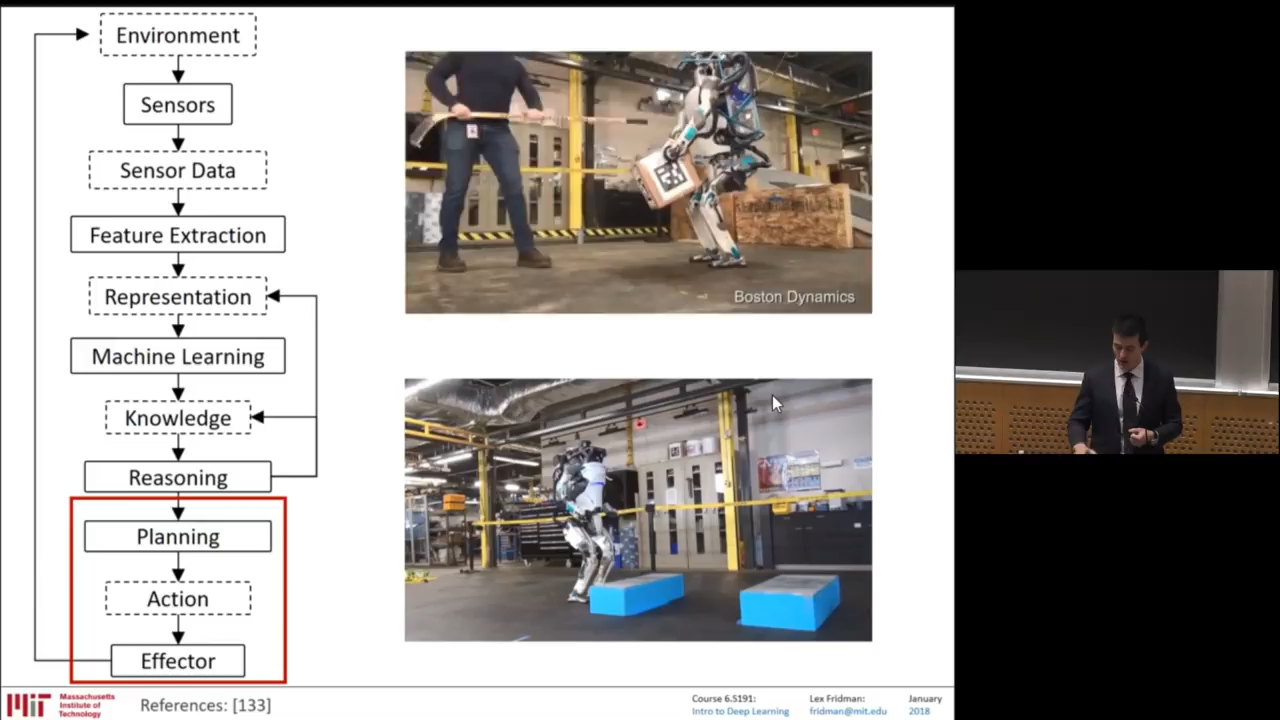 Environment
Sensors
Sensor Data
Feature Extraction
Representation
Machine Learning
Knowledge
Reasoning
Planning
Action
Effector
Boston Dynamics
MIT
Massachusetts
Institute of
Technology
References: [133]
Course 6.S191:
Intro to Deep Learning
Lex Fridman:
fridman@mit.edu
January
2018